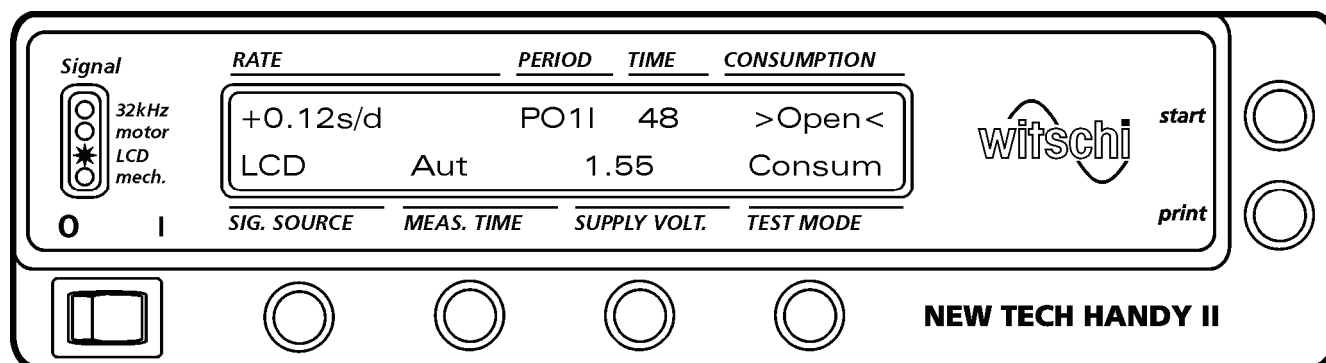 Signal
32kHz
motor
LCD
mech.
O I
RATE PERIOD TIME CONSUMPTION
+0.12s/d PO1I 48 >Open<
LCD Aut 1.55 Consum
SIG. SOURCE MEAS. TIME SUPPLY VOLT. TEST MODE
witschi
start
print
NEW TECH HANDY II